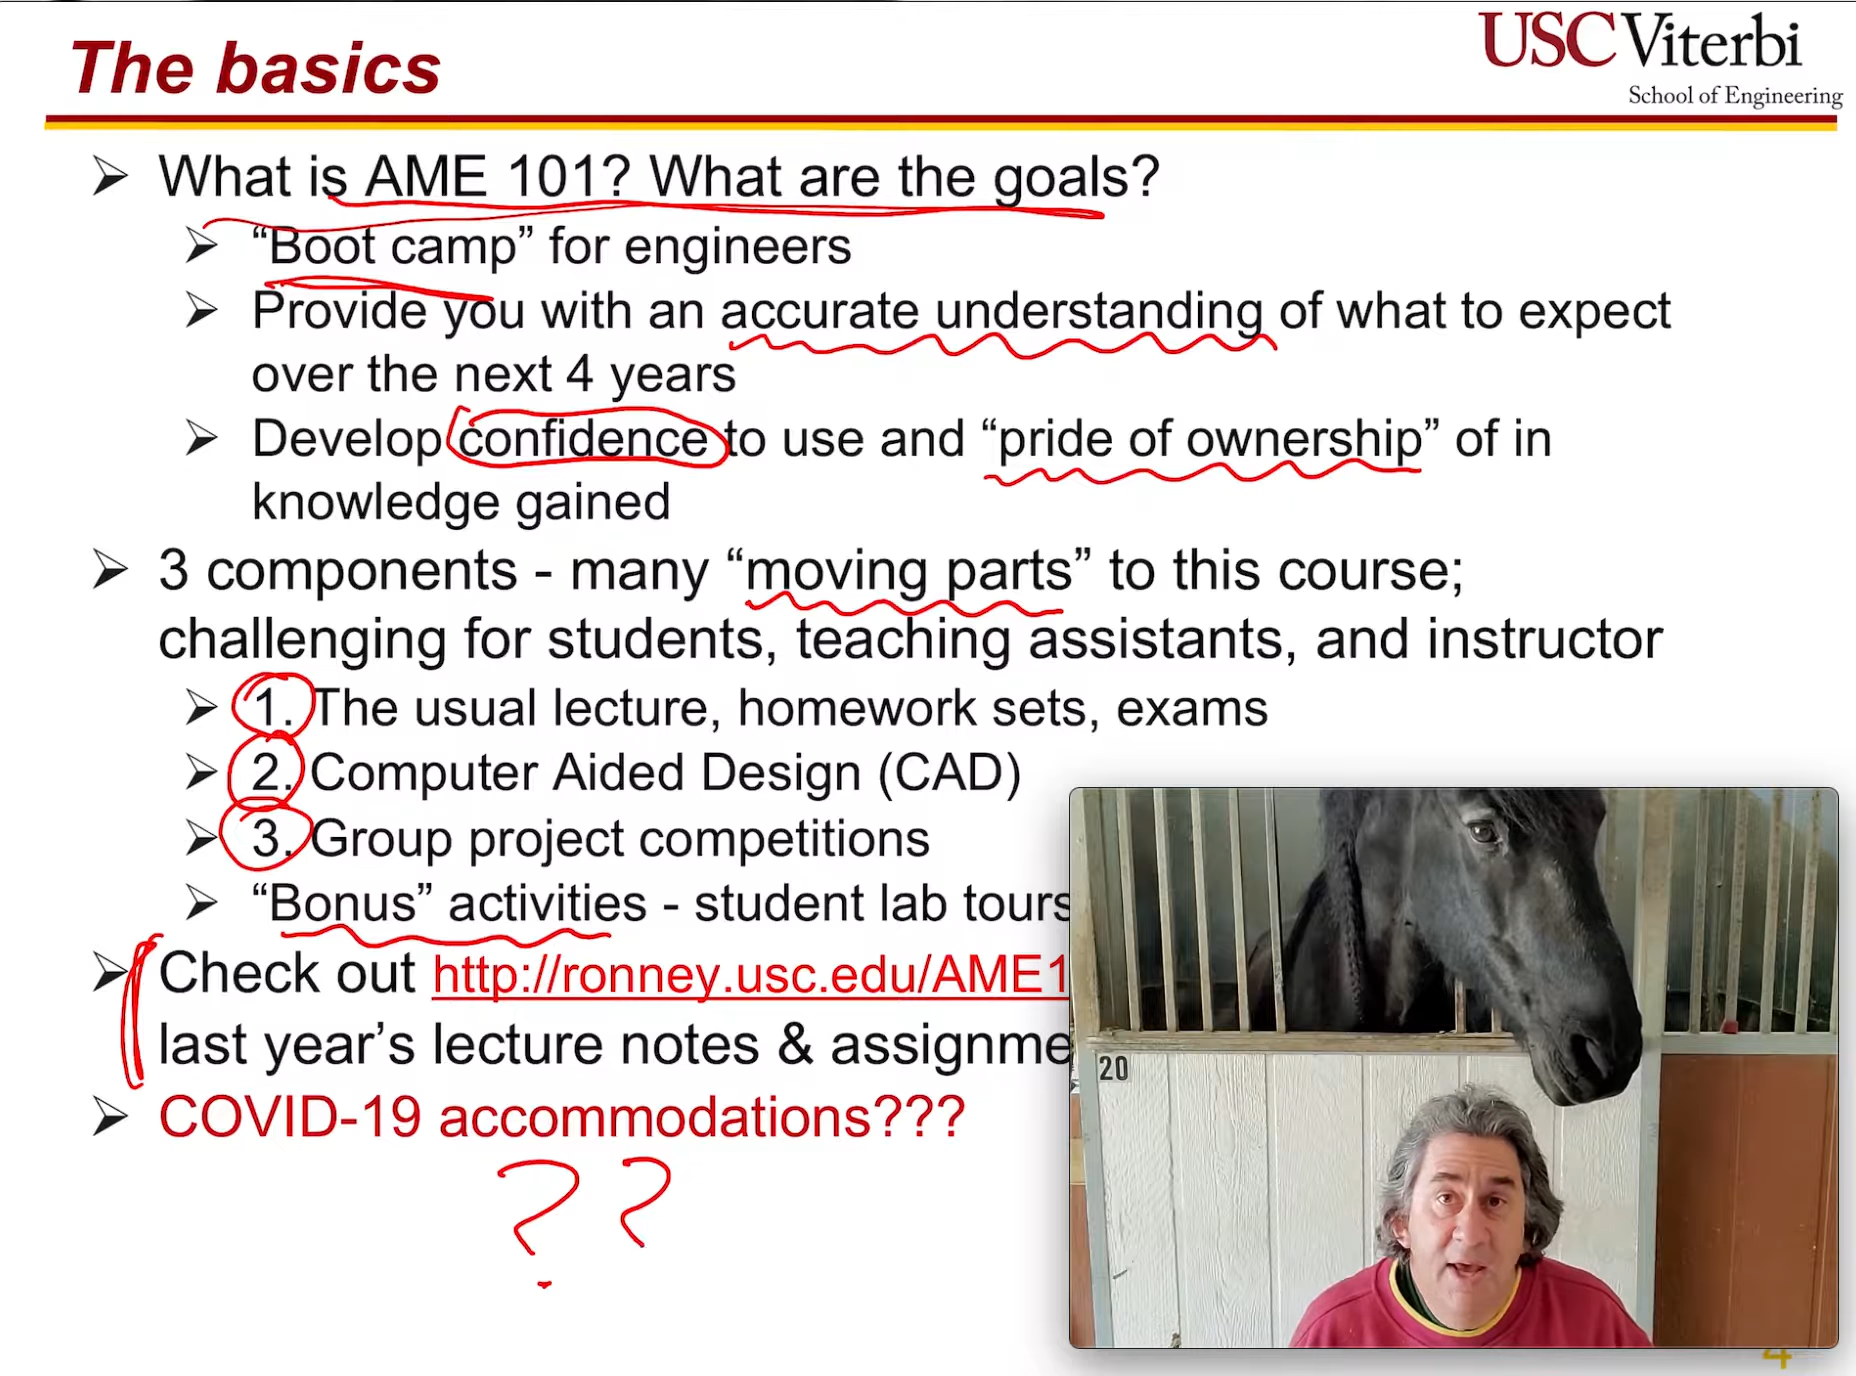 The basics
USC Viterbi
School of Engineering
➢ What is AME 101? What are the goals?
➢ “Boot camp” for engineers
➢ Provide you with an accurate understanding of what to expect
over the next 4 years
➢ Develop confidence to use and “pride of ownership” of in
knowledge gained
➢ 3 components - many “moving parts” to this course;
challenging for students, teaching assistants, and instructor
➢ 1. The usual lecture, homework sets, exams
➢ 2. Computer Aided Design (CAD)
➢ 3. Group project competitions
➢ “Bonus” activities - student lab tours
➢ Check out http://ronney.usc.edu/AME1
last year’s lecture notes & assignme
➢ COVID-19 accommodations???
? ?
20
4